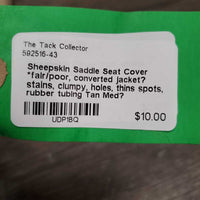 The Tack Collector
592516-43
Sheepskin Saddle Seat Cover
*fair/poor, converted jacket?
stains, clumpy, holes, thins spots,
rubber tubing Tan Med?
UDP18Q
$10.00